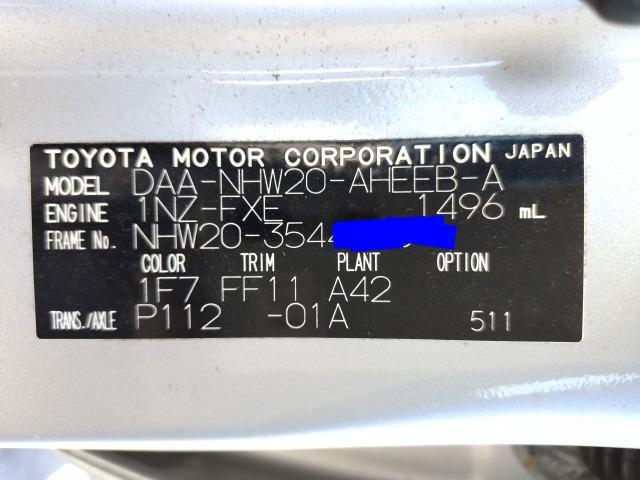 TOYOTA MOTOR CORPORATION JAPAN
MODEL DAA-NHW20-AHEEB-A
ENGINE 1NZ-FXE 1496 mL
FRAME No. NHW20-354
COLOR TRIM PLANT OPTION
1F7 FF11 A42
TRANS./AXLE P112 -01A 511